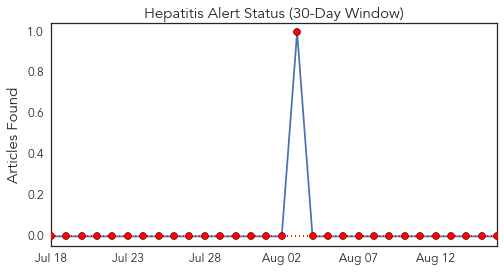 Hepatitis Alert Status (30-Day Window)
Articles Found
1.0
0.8
0.6
0.4
0.2
0.0
Jul 18 Jul 23 Jul 28 Aug 02 Aug 07 Aug 12